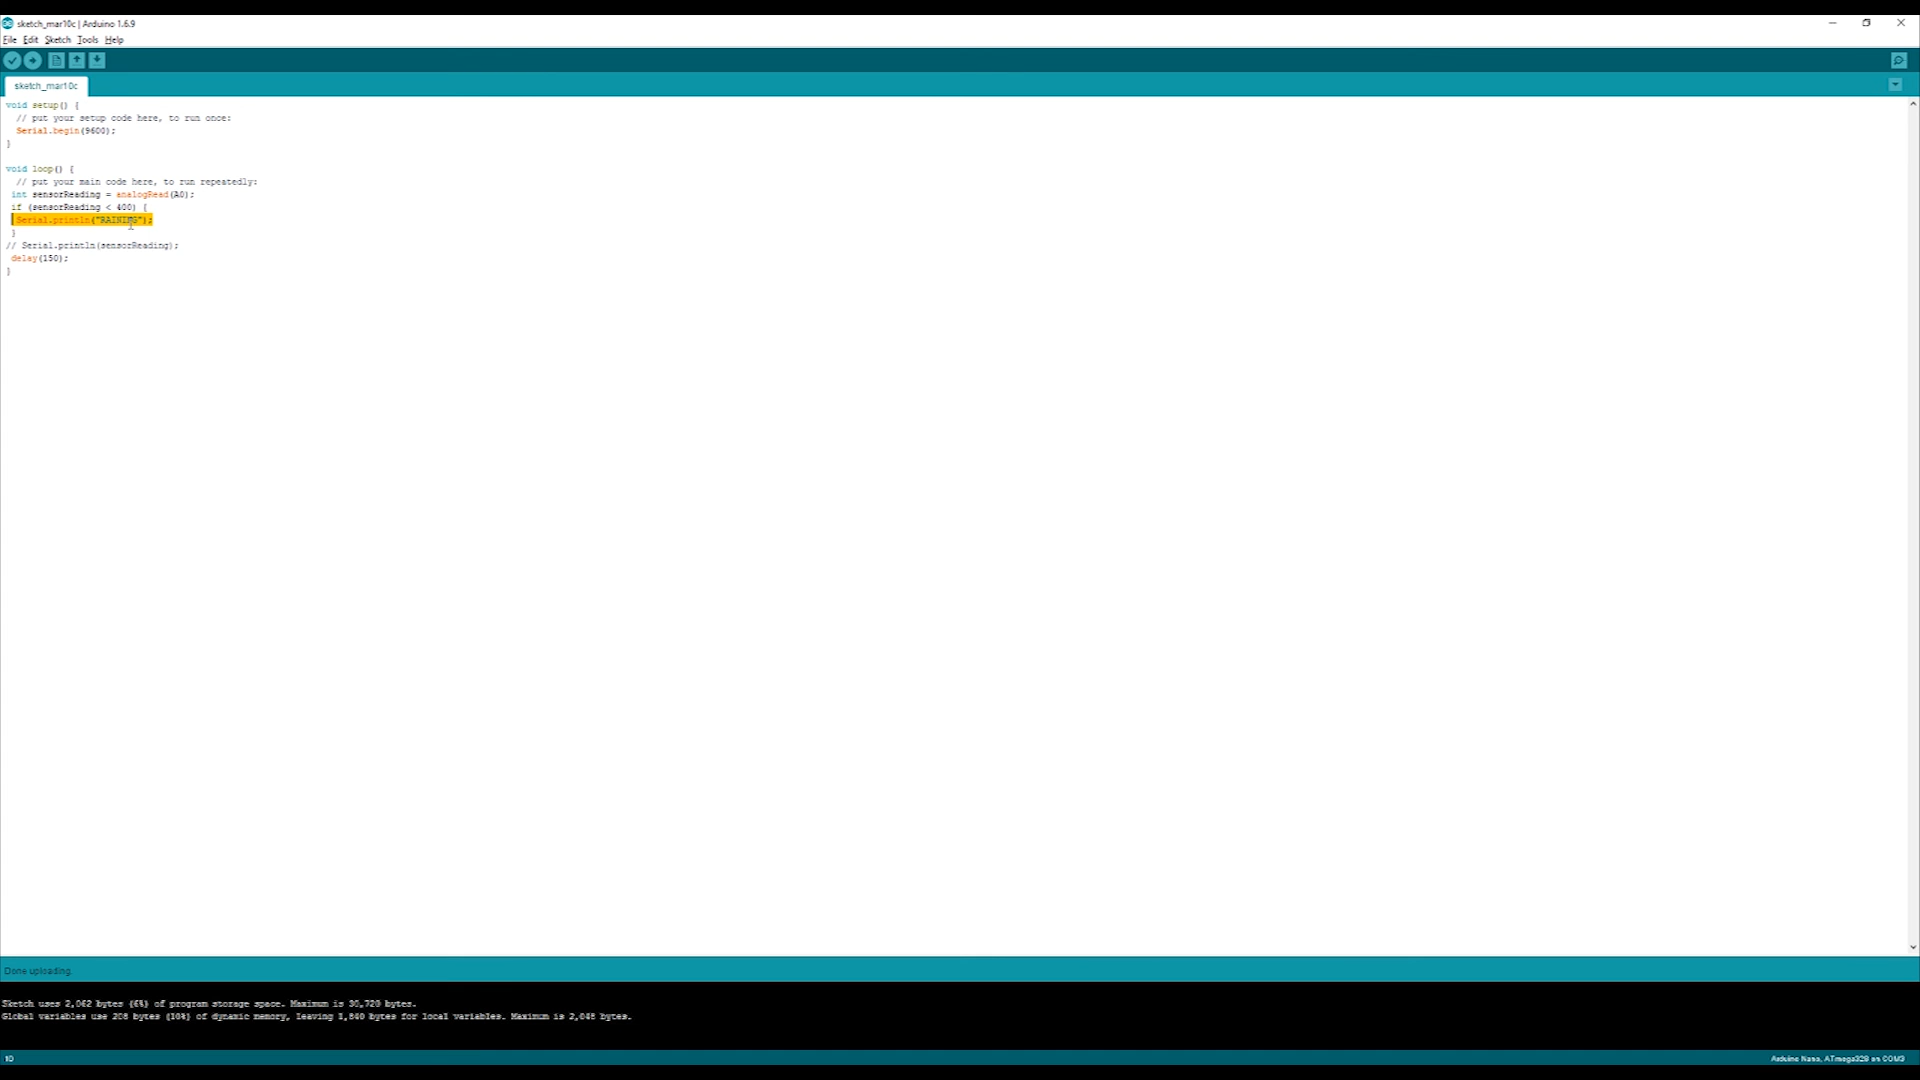 sketch_mar10c | Arduino 1.6.9
File Edit Sketch Tools Help
sketch_mar10c
void setup() {
// put your setup code here, to run once:
Serial.begin(9600);
}
void loop() {
// put your main code here, to run repeatedly:
int sensorReading = analogRead(A0);
if (sensorReading < 400) {
Serial.println("RAINING");
}
// Serial.println(sensorReading);
delay(150);
}
Done uploading.
Sketch uses 2,062 bytes (6%) of program storage space. Maximum is 30,720 bytes.
Global variables use 208 bytes (10%) of dynamic memory, leaving 1,840 bytes for local variables. Maximum is 2,048 bytes.
10
Arduino Nano, ATmega328 on COM3